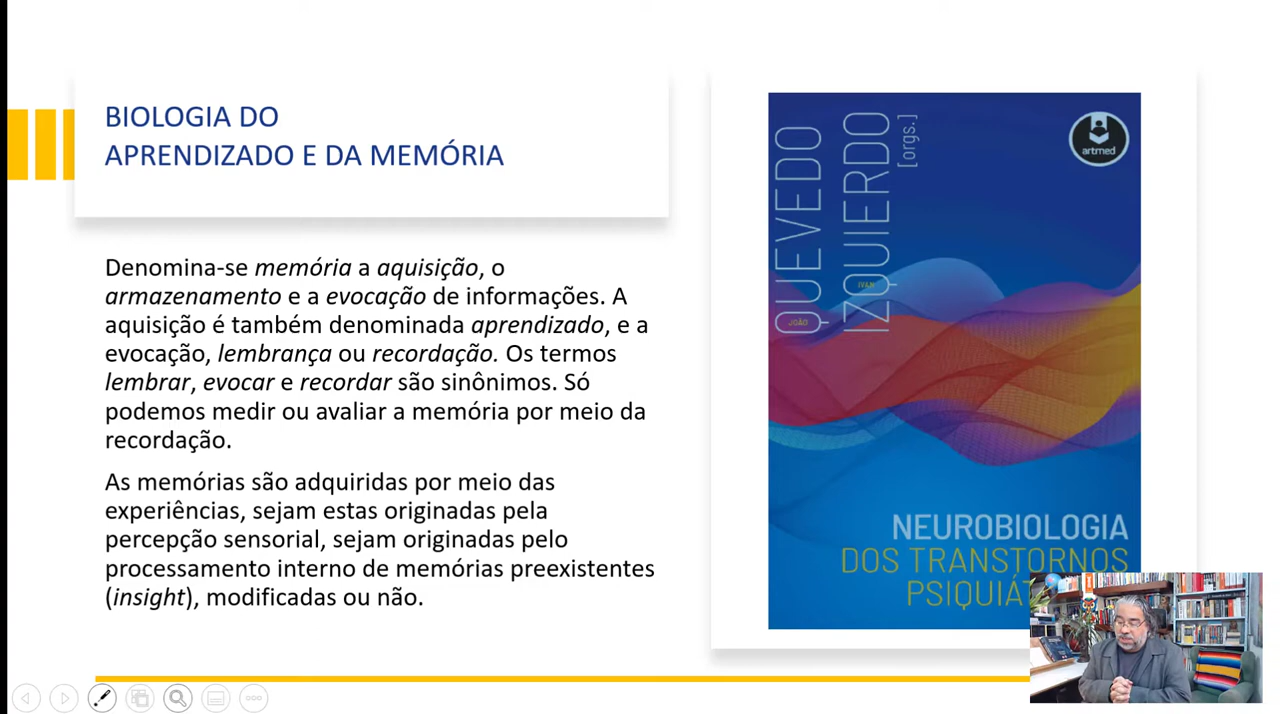 BIOLOGIA DO
APRENDIZADO E DA MEMÓRIA
Denomina-se memória a aquisição, o
armazenamento e a evocação de informações. A
aquisição é também denominada aprendizado, e a
evocação, lembrança ou recordação. Os termos
lembrar, evocar e recordar são sinônimos. Só
podemos medir ou avaliar a memória por meio da
recordação.
As memórias são adquiridas por meio das
experiências, sejam estas originadas pela
percepção sensorial, sejam originadas pelo
processamento interno de memórias preexistentes
(insight), modificadas ou não.
JOÃO
QUEVEDO
IVAN
IZQUIERDO
[orgs.]
artmed
NEUROBIOLOGIA
DOS TRANSTORNOS
PSIQUIÁT